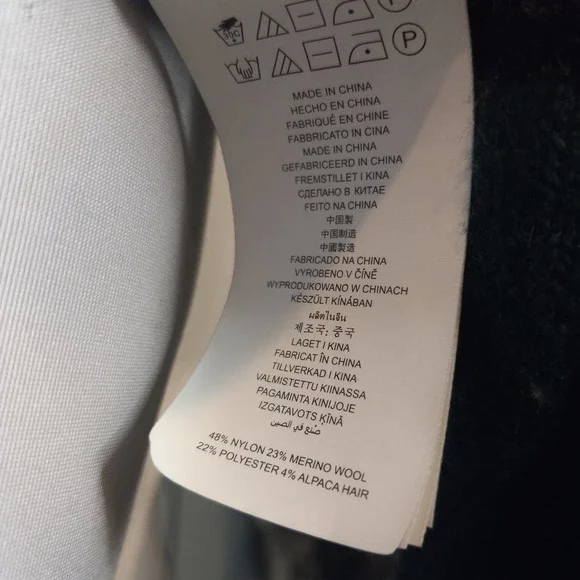 30C
P
MADE IN CHINA
HECHO EN CHINA
FABRIQUÉ EN CHINE
FABBRICATO IN CINA
MADE IN CHINA
GEFABRICEERD IN CHINA
FREMSTILLET I KINA
СДЕЛАНО В КИТАЕ
FEITO NA CHINA
中国製
中国制造
中國製造
FABRICADO NA CHINA
VYROBENO V ČÍNĚ
WYPRODUKOWANO W CHINACH
KÉSZÜLT KÍNÁBAN
ผลิตในจีน
제조국: 중국
LAGET I KINA
FABRICAT ÎN CHINA
TILLVERKAD I KINA
VALMISTETTU KIINASSA
PAGAMINTA KINIJOJE
IZGATAVOTS ĶĪNĀ
صُنع في الصين
48% NYLON 23% MERINO WOOL
22% POLYESTER 4% ALPACA HAIR